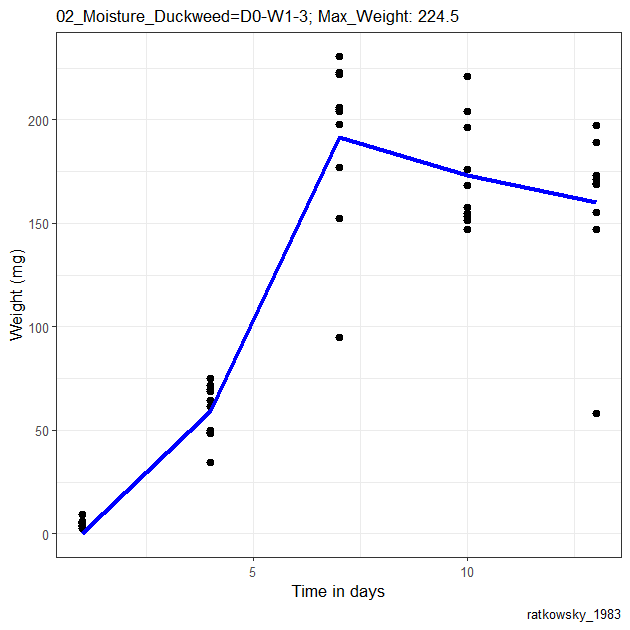 02_Moisture_Duckweed=D0-W1-3; Max_Weight: 224.5
Weight (mg)
200
150
100
50
0
5 10
Time in days
ratkowsky_1983